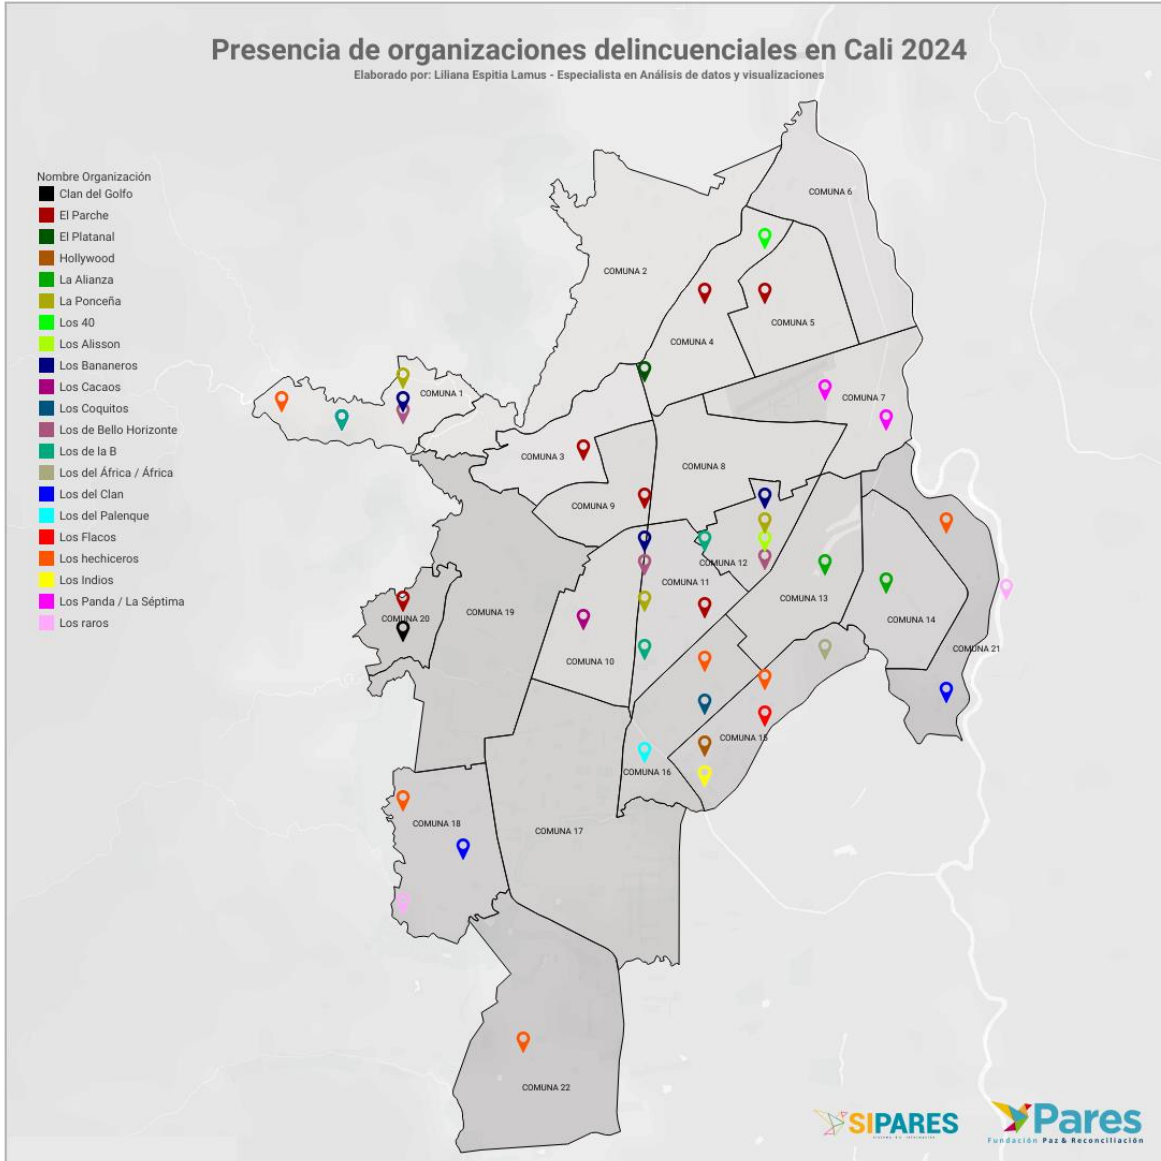 Presencia de organizaciones delincuenciales en Cali 2024
Elaborado por: Liliana Espitia Lamus - Especialista en Análisis de datos y visualizaciones
Nombre Organización
Clan del Golfo
El Parche
El Platanal
Hollywood
La Alianza
La Ponceña
Los 40
Los Alisson
Los Bananeros
Los Cacaos
Los Coquitos
Los de Bello Horizonte
Los de la B
Los del África / África
Los del Clan
Los del Palenque
Los Flacos
Los hechiceros
Los Indios
Los Panda / La Séptima
Los raros
COMUNA 6
COMUNA 2
COMUNA 5
COMUNA 4
COMUNA 1
COMUNA 7
COMUNA 3
COMUNA 8
COMUNA 9
COMUNA 12
COMUNA 11
COMUNA 13
COMUNA 19
COMUNA 20
COMUNA 14
COMUNA 21
COMUNA 10
COMUNA 15
COMUNA 16
COMUNA 18
COMUNA 17
COMUNA 22
SIPARES
Pares
Fundación Paz & Reconciliación